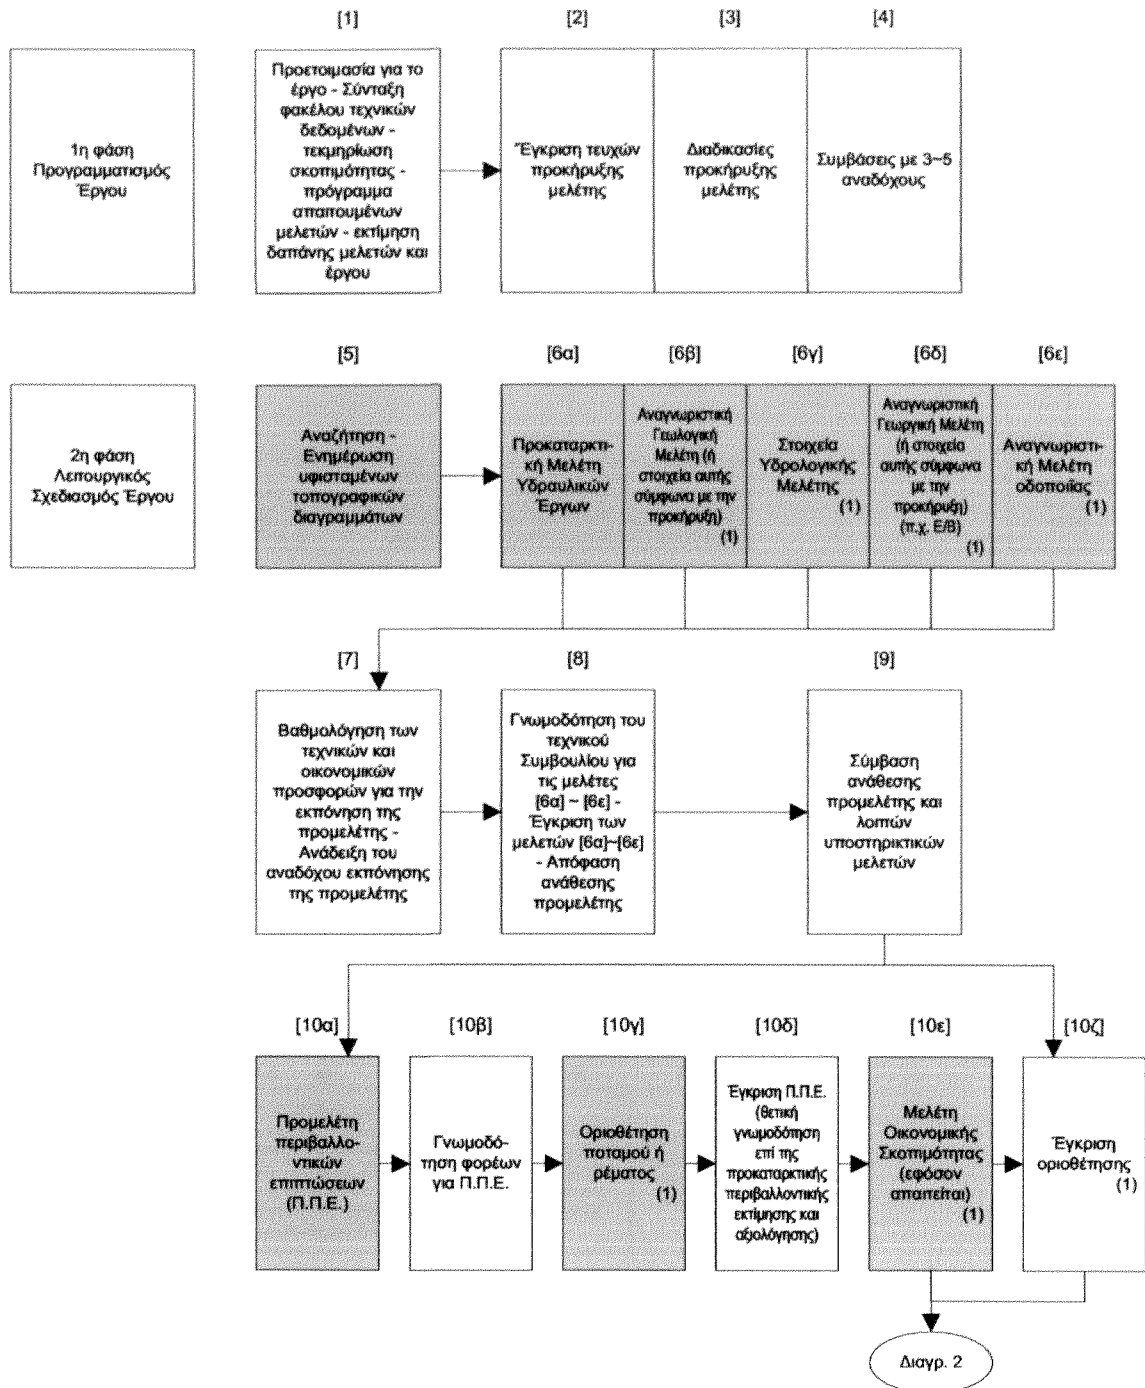 [1]
[2]
[3]
[4]
1η φάση
Προγραμματισμός
Έργου
Προετοιμασία για το
έργο - Σύνταξη
φακέλου τεχνικών
δεδομένων -
τεκμηρίωση
σκοπιμότητας -
πρόγραμμα
απαιτουμένων
μελετών - εκτίμηση
δαπάνης μελετών και
έργου
Έγκριση τευχών
προκήρυξης
μελέτης
Διαδικασίες
προκήρυξης
μελέτης
Συμβάσεις με 3~5
αναδόχους
[5]
[6α]
[6β]
[6γ]
[6δ]
[6ε]
2η φάση
Λειτουργικός
Σχεδιασμός Έργου
Αναζήτηση -
Ενημέρωση
υφισταμένων
τοπογραφικών
διαγραμμάτων
Προκαταρκτι-
κή Μελέτη
Υδραυλικών
Έργων
Αναγνωριστική
Γεωλογική
Μελέτη (ή
στοιχεία αυτής
σύμφωνα με την
προκήρυξη)
(1)
Στοιχεία
Υδρολογικής
Μελέτης
(1)
Αναγνωριστική
Γεωργική Μελέτη
(ή στοιχεία
αυτής σύμφωνα
με την
προκήρυξη)
(π.χ. Ε/Β)
(1)
Αναγνωριστι-
κή Μελέτη
οδοποιίας
(1)
[7]
[8]
[9]
Βαθμολόγηση των
τεχνικών και
οικονομικών
προσφορών για την
εκπόνηση της
προμελέτης -
Ανάδειξη του
αναδόχου εκπόνησης
της προμελέτης
Γνωμοδότηση του
τεχνικού
Συμβουλίου για
τις μελέτες
[6α] ~ [6ε] -
Έγκριση των
μελετών [6α]~[6ε]
- Απόφαση
ανάθεσης
προμελέτης
Σύμβαση
ανάθεσης
προμελέτης και
λοιπών
υποστηρικτικών
μελετών
[10α]
[10β]
[10γ]
[10δ]
[10ε]
[10ζ]
Προμελέτη
περιβαλλο-
ντικών
επιπτώσεων
(Π.Π.Ε.)
Γνωμοδό-
τηση φορέων
για Π.Π.Ε.
Οριοθέτηση
ποταμού ή
ρέματος
(1)
Έγκριση Π.Π.Ε.
(θετική
γνωμοδότηση
επί της
προκαταρκτικής
περιβαλλοντικής
εκτίμησης και
αξιολόγησης)
Μελέτη
Οικονομικής
Σκοπιμότητας
(εφόσον
απαιτείται)
(1)
Έγκριση
οριοθέτησης
(1)
Διαγρ. 2